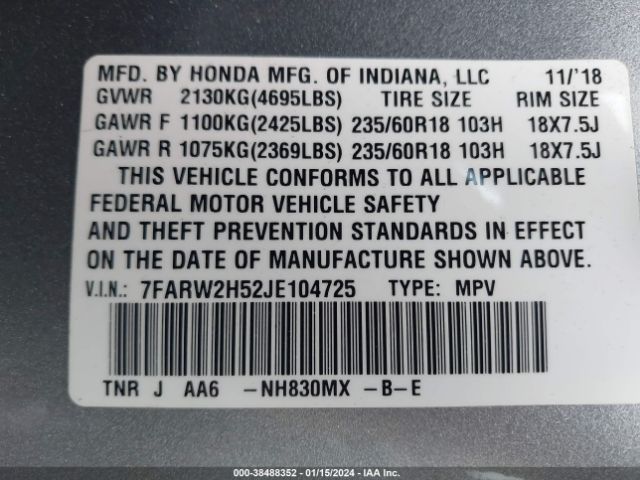 MFD. BY HONDA MFG. OF INDIANA, LLC 11/'18
GVWR 2130KG(4695LBS) TIRE SIZE RIM SIZE
GAWR F 1100KG(2425LBS) 235/60R18 103H 18X7.5J
GAWR R 1075KG(2369LBS) 235/60R18 103H 18X7.5J
THIS VEHICLE CONFORMS TO ALL APPLICABLE
FEDERAL MOTOR VEHICLE SAFETY
AND THEFT PREVENTION STANDARDS IN EFFECT
ON THE DATE OF MANUFACTURE SHOWN ABOVE.
V.I.N.: 7FARW2H52JE104725 TYPE: MPV
TNR J AA6 -NH830MX -B-E
000-38488352 - 01/15/2024 - IAA Inc.